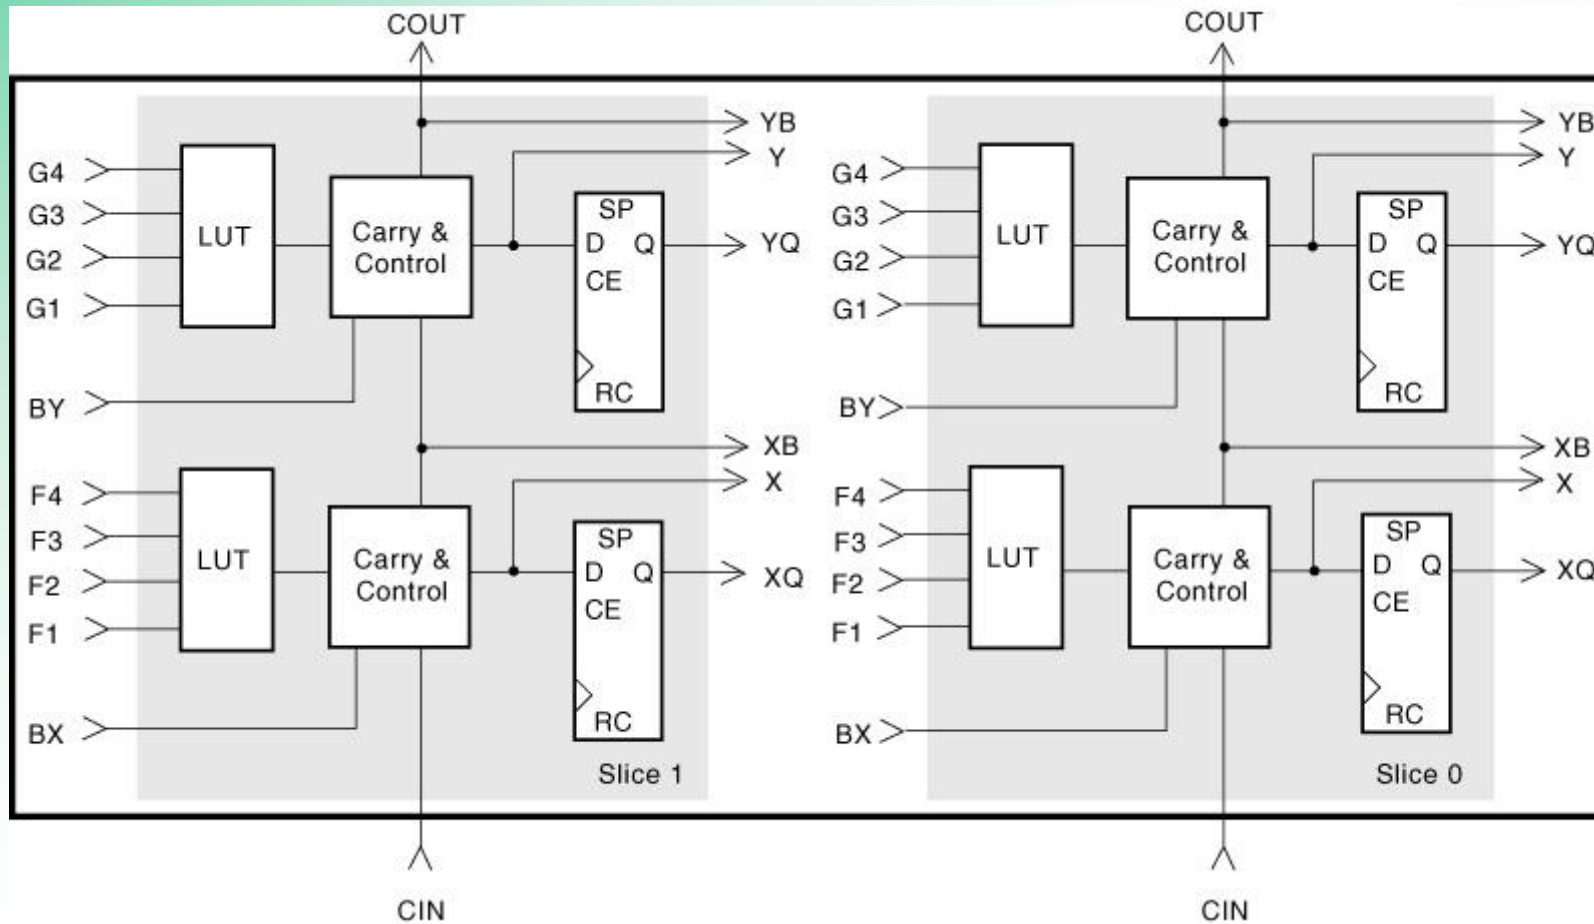 COUT
YB
Y
G4
G3
G2
G1
LUT
Carry &
Control
SP
D Q
CE
RC
YQ
BY
XB
X
F4
F3
F2
F1
LUT
Carry &
Control
SP
D Q
CE
RC
XQ
BX
Slice 1
CIN
COUT
YB
Y
G4
G3
G2
G1
LUT
Carry &
Control
SP
D Q
CE
RC
YQ
BY
XB
X
F4
F3
F2
F1
LUT
Carry &
Control
SP
D Q
CE
RC
XQ
BX
Slice 0
CIN